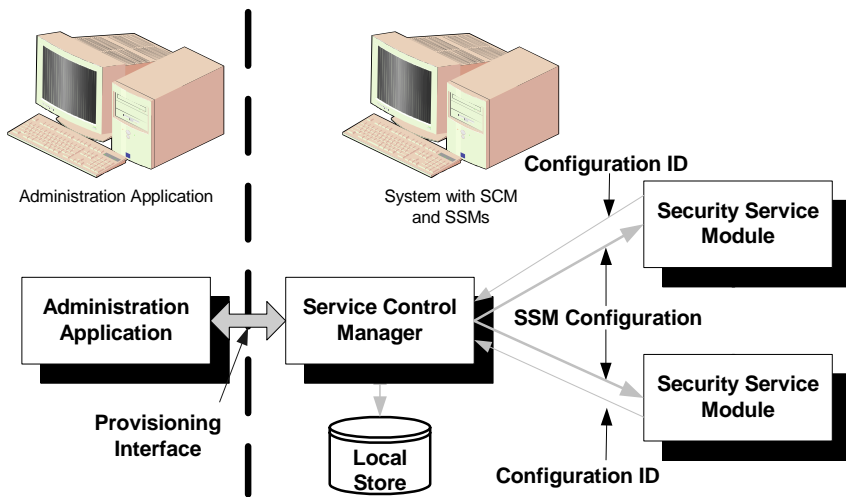 Administration Application
System with SCM
and SSMs
Configuration ID
Security Service
Module
Administration
Application
Service Control
Manager
SSM Configuration
Security Service
Module
Provisioning
Interface
Local
Store
Configuration ID